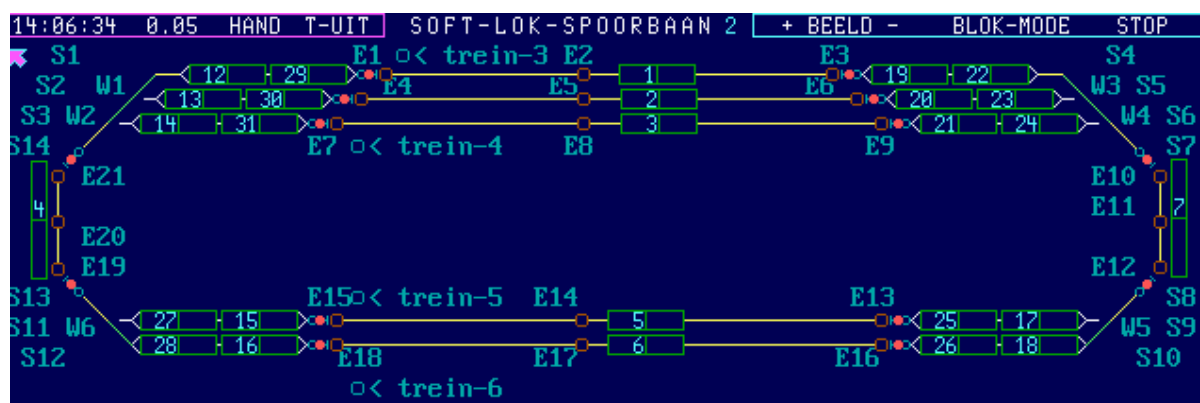 14:06:34 0.05 HAND T-UIT SOFT-LOK-SPOORBAAN 2 + BEELD - BLOK-MODE STOP
S1 E1 < trein-3 E2 E3 S4
12 29 1 19 22
S2 W1 E4 E5 E6 W3 S5
13 30 2 20 23
S3 W2 W4 S6
14 31 3 21 24
S14 E7 < trein-4 E8 E9 S7
E21 E10
4 E11 7
E20
E19 E12
S13 E15 < trein-5 E14 E13 S8
27 15 5 25 17
S11 W6 W5 S9
28 16 6 26 18
S12 E18 E17 E16 S10
< trein-6